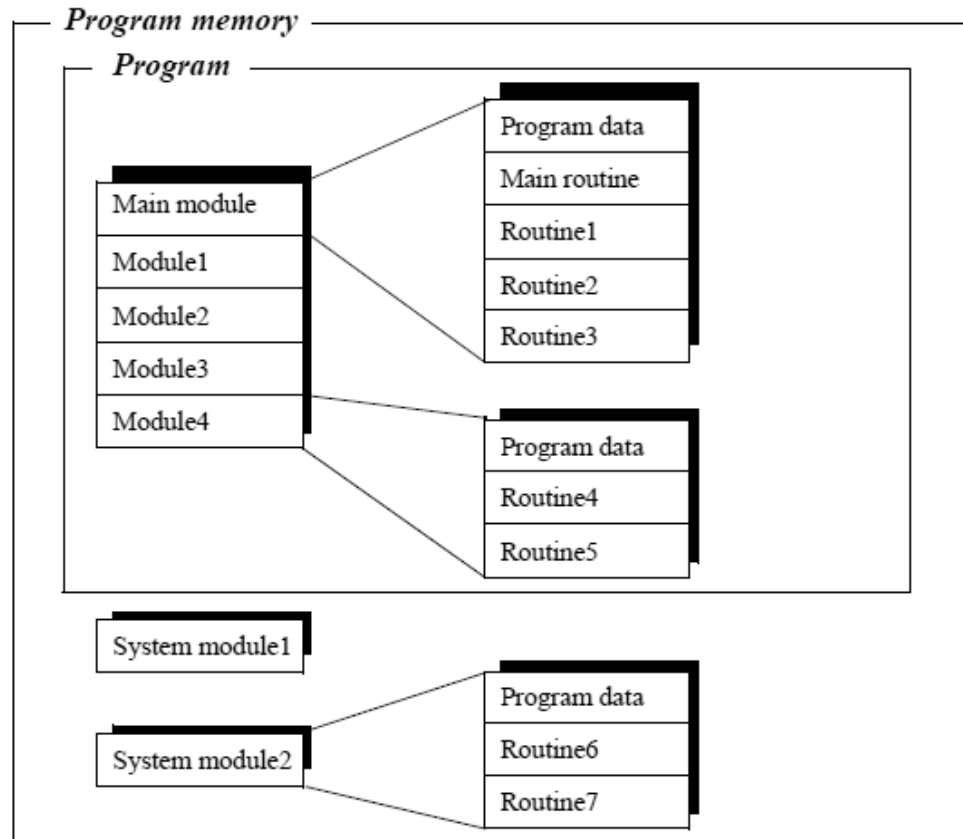 Program memory
Program
Main module
Module1
Module2
Module3
Module4
Program data
Main routine
Routine1
Routine2
Routine3
Program data
Routine4
Routine5
System module1
System module2
Program data
Routine6
Routine7